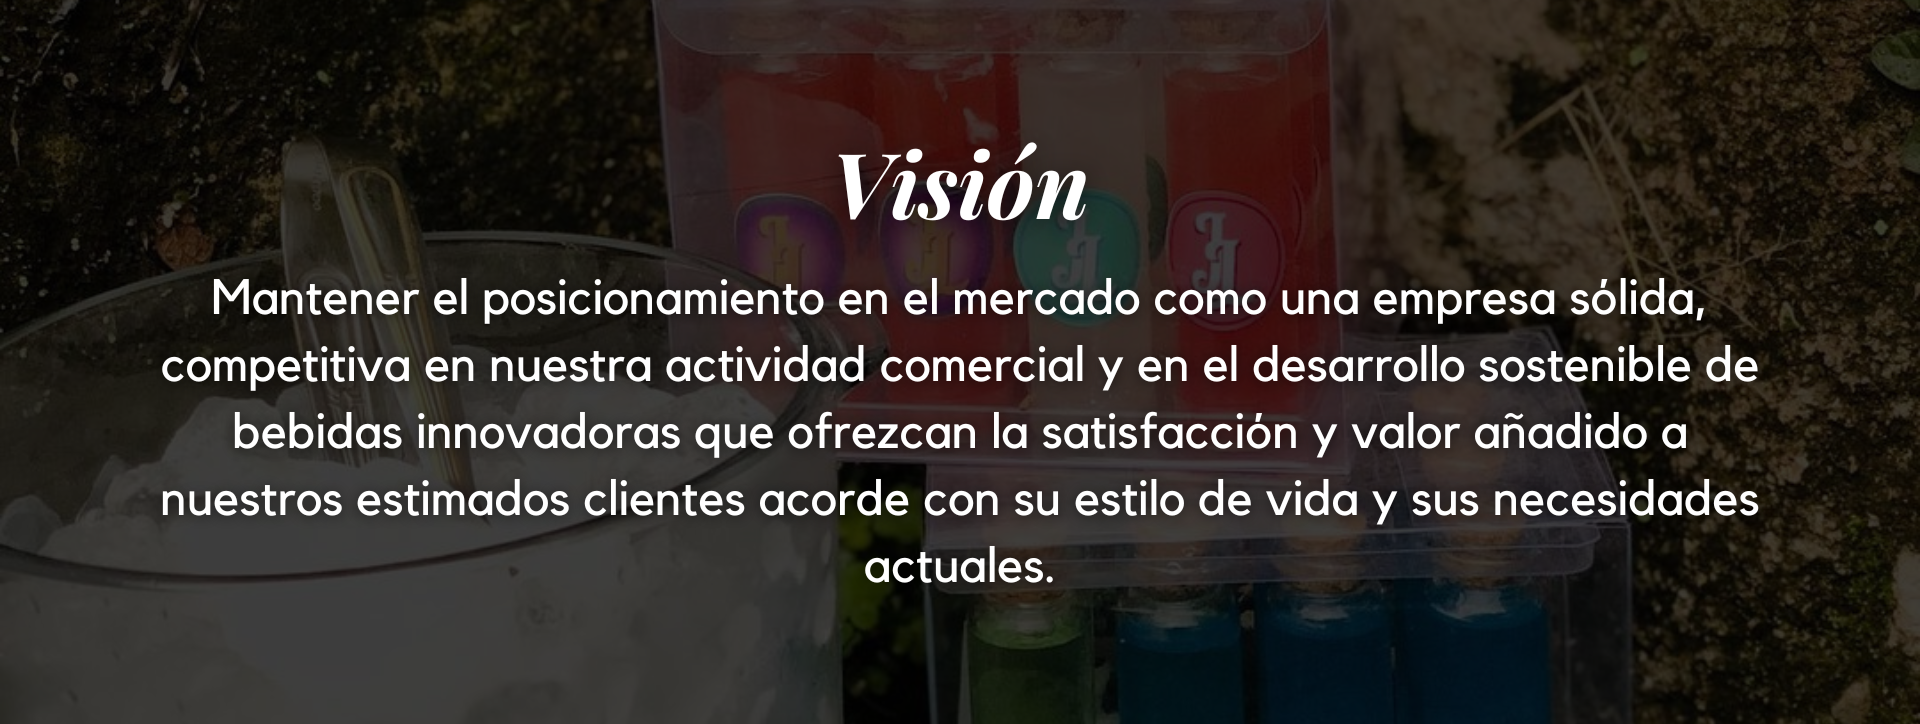 Visión
Mantener el posicionamiento en el mercado como una empresa sólida,
competitiva en nuestra actividad comercial y en el desarrollo sostenible de
bebidas innovadoras que ofrezcan la satisfacción y valor añadido a
nuestros estimados clientes acorde con su estilo de vida y sus necesidades
actuales.